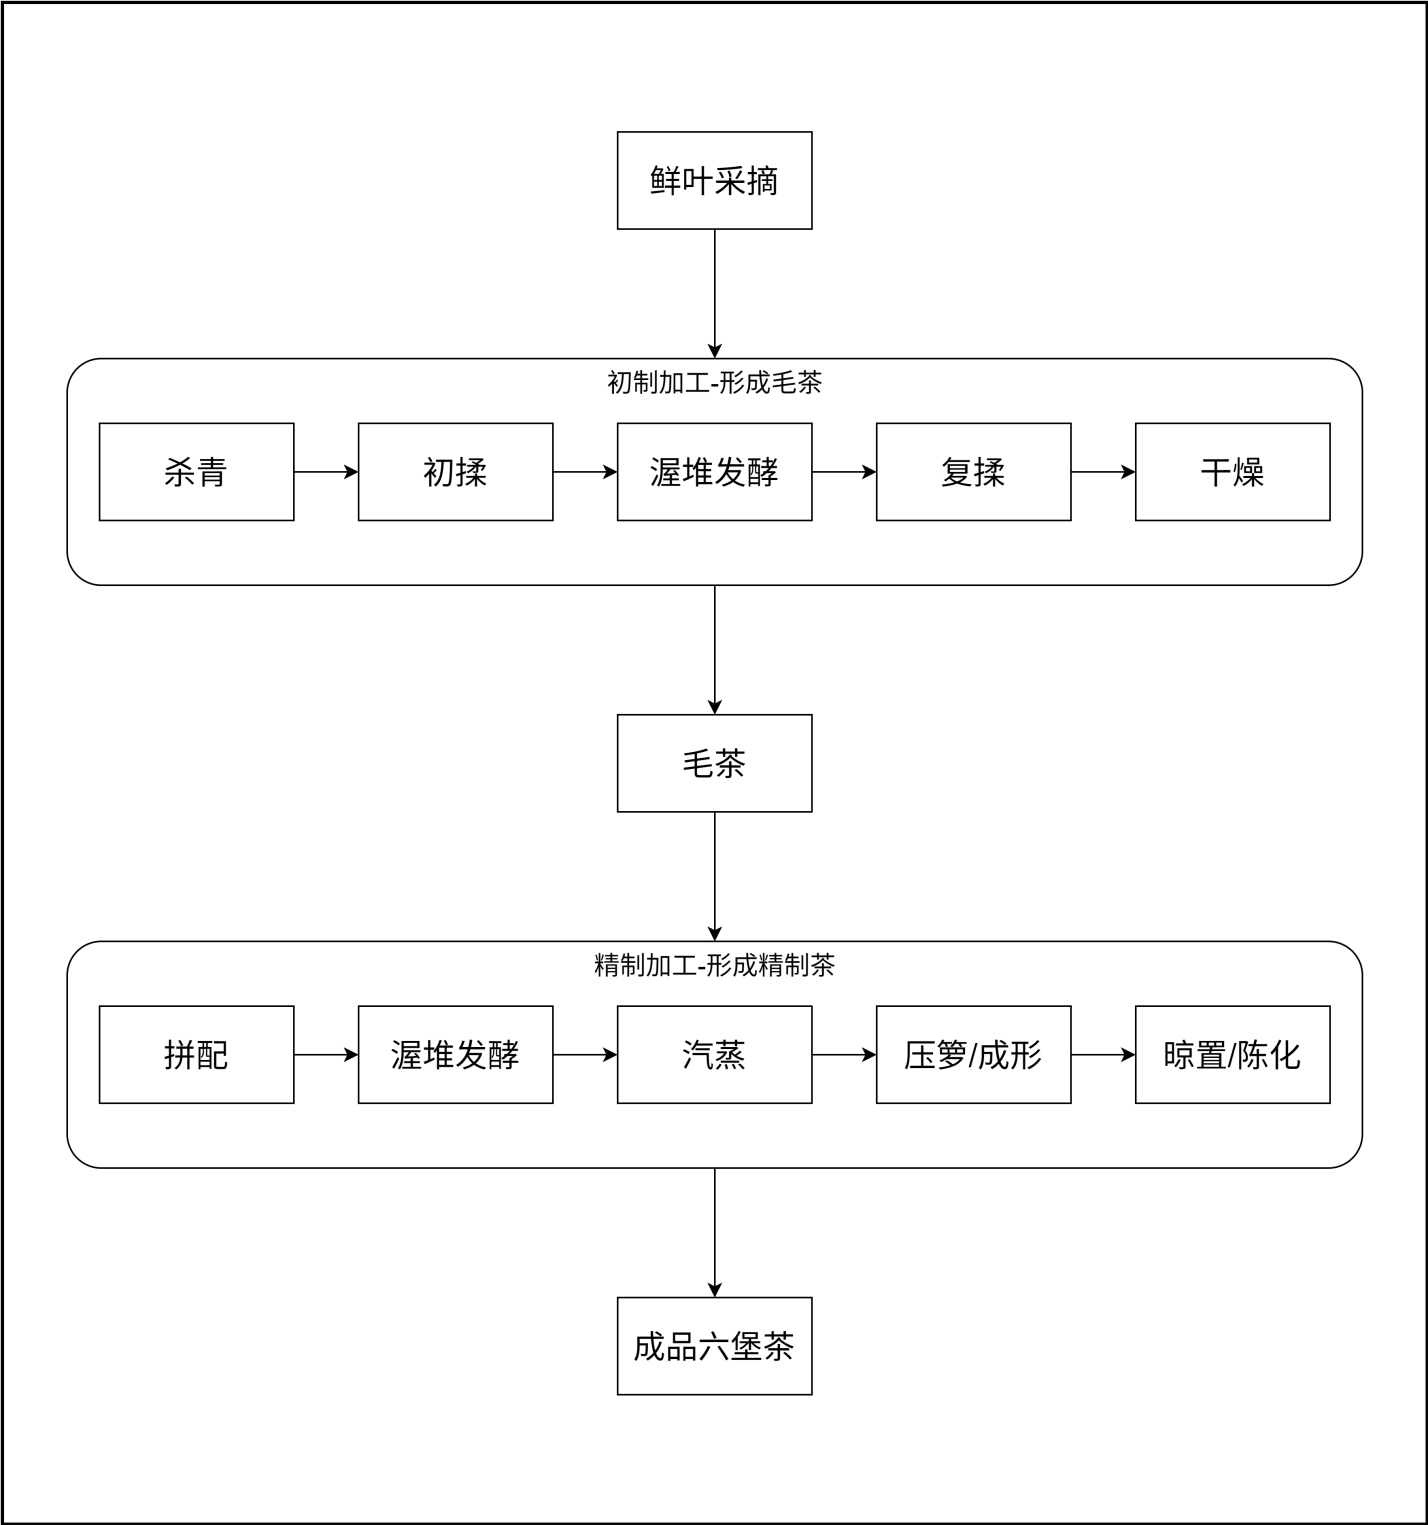 鲜叶采摘
初制加工-形成毛茶
杀青
初揉
渥堆发酵
复揉
干燥
毛茶
精制加工-形成精制茶
拼配
渥堆发酵
汽蒸
压箩/成形
晾置/陈化
成品六堡茶